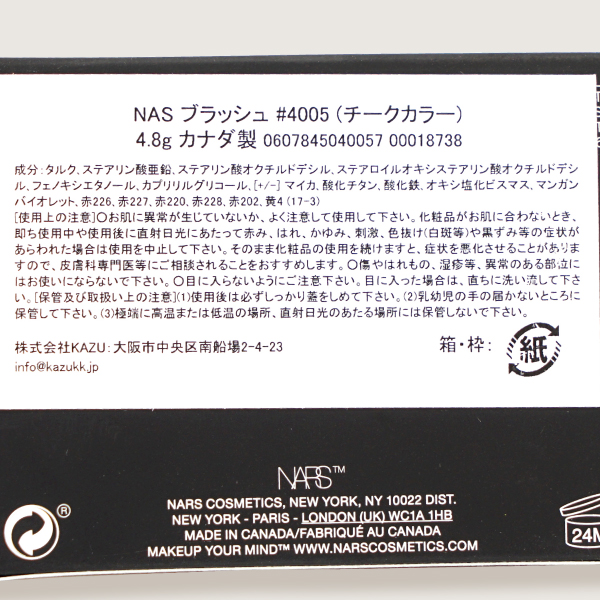 NAS ブラッシュ #4005 (チークカラー)
4.8g カナダ製 0607845040057 00018738
成分:タルク、ステアリン酸亜鉛、ステアリン酸オクチルドデシル、ステアロイルオキシステアリン酸オクチルドデシ
ル、フェノキシエタノール、カプリリルグリコール、[+/-] マイカ、酸化チタン、酸化鉄、オキシ塩化ビスマス、マンガン
バイオレット、赤226、赤227、赤220、赤228、赤202、黄4 (17-3)
[使用上の注意]〇お肌に異常が生じていないか、よく注意して使用して下さい。化粧品がお肌に合わないとき、
即ち使用中や使用後に直射日光にあたって赤み、はれ、かゆみ、刺激、色抜け(白斑等)や黒ずみ等の症状が
あらわれた場合は使用を中止して下さい。そのまま化粧品の使用を続けますと、症状を悪化させることがありま
すので、皮膚科専門医等にご相談されることをおすすめします。〇傷やはれもの、湿疹等、異常のある部位に
はお使いにならないで下さい。〇目に入らないようにご注意下さい。目に入った場合は、直ちに洗い流して下さ
い。[保管及び取扱い上の注意](1)使用後は必ずしっかり蓋をしめて下さい。(2)乳幼児の手の届かないところに
保管して下さい。(3)極端に高温または低温の場所、直射日光のあたる場所には保管しないで下さい。
株式会社KAZU:大阪市中央区南船場2-4-23
info@kazukk.jp
箱・枠: 紙
NARS™
NARS COSMETICS, NEW YORK, NY 10022 DIST.
NEW YORK - PARIS - LONDON (UK) WC1A 1HB
MADE IN CANADA/FABRIQUÉ AU CANADA
MAKEUP YOUR MIND™ WWW.NARSCOSMETICS.COM
®
24M